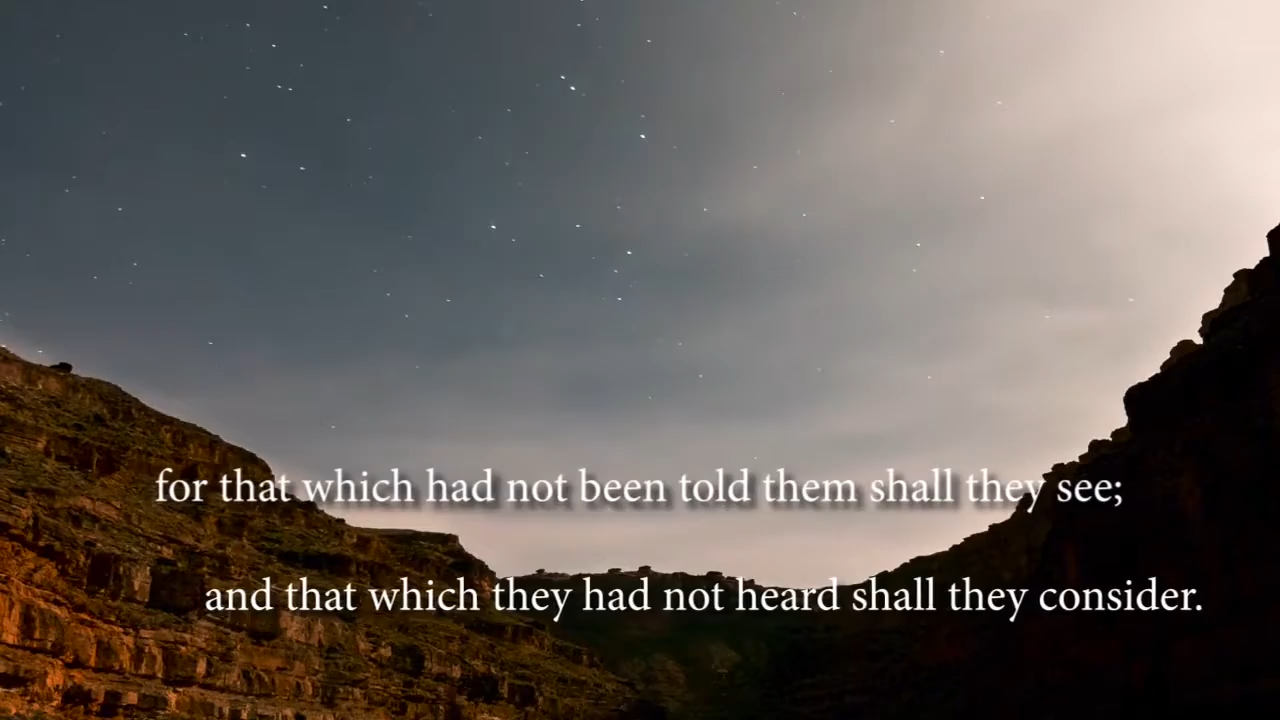 for that which had not been told them shall they see;
and that which they had not heard shall they consider.